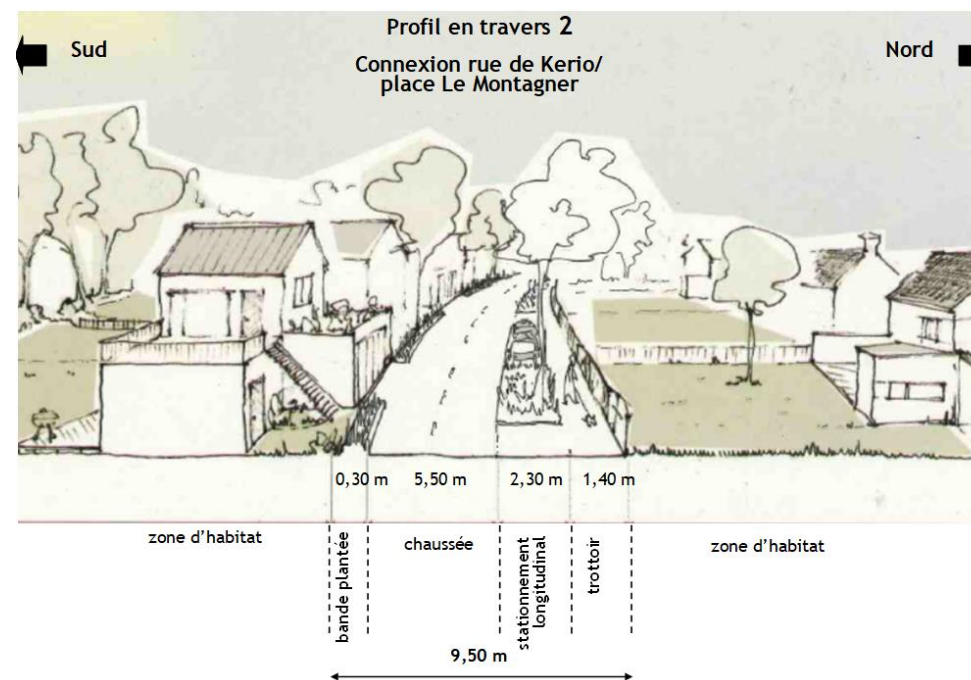 Profil en travers 2
Sud
Nord
Connexion rue de Kerio/
place Le Montagner
0,30 m
5,50 m
2,30 m
1,40 m
zone d'habitat
bande plantée
chaussée
stationnement
longitudinal
trottoir
zone d'habitat
9,50 m